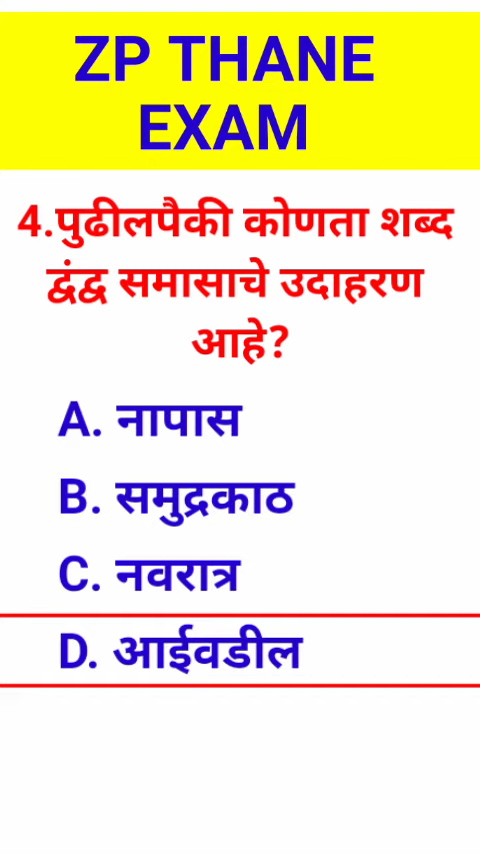 ZP THANE
EXAM
4.पुढीलपैकी कोणता शब्द
द्वंद्व समासाचे उदाहरण
आहे?
A. नापास
B. समुद्रकाठ
C. नवरात्र
D. आईवडील